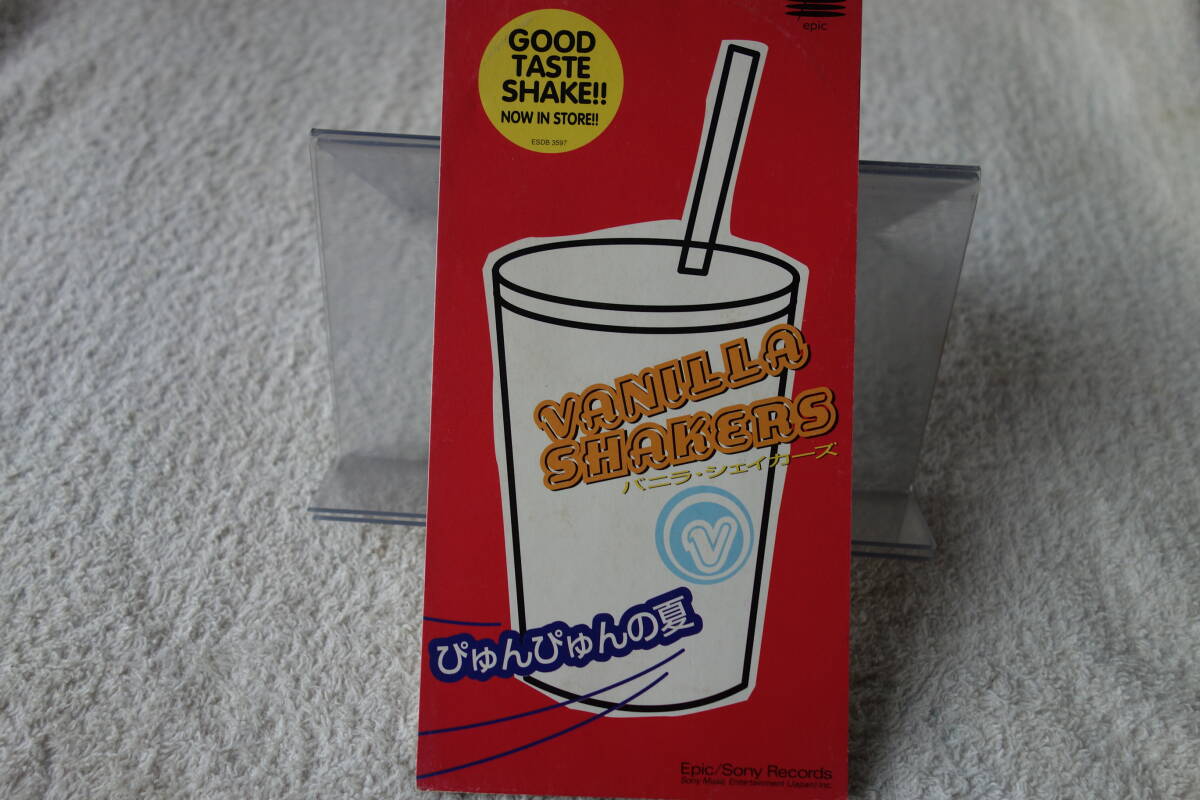 epic
GOOD
TASTE
SHAKE!!
NOW IN STORE!!
ESDB 3597
VANILLA
SHAKERS
バニラ・シェイカーズ
V
ぴゅんぴゅんの夏
Epic/Sony Records
Sony Music Entertainment (Japan) Inc.